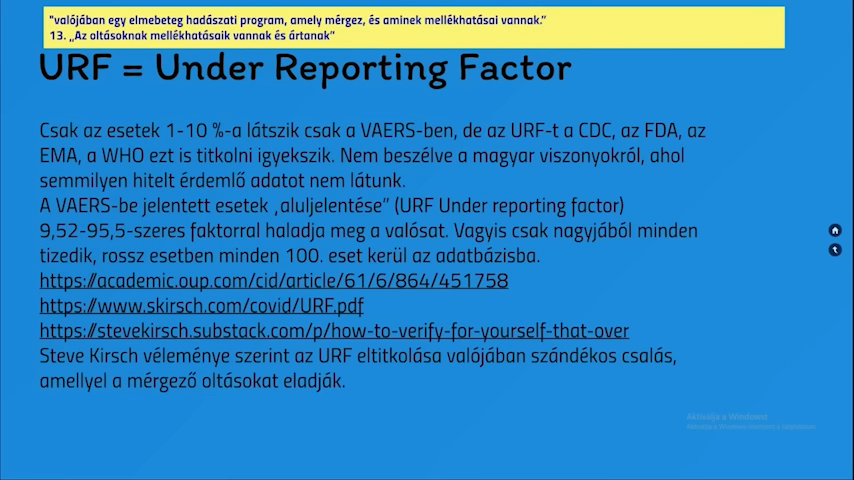 "valójában egy elmebeteg hadászati program, amely mérgez, és aminek mellékhatásai vannak."
13. „Az oltásoknak mellékhatásaik vannak és ártanak"
URF = Under Reporting Factor
Csak az esetek 1-10 %-a látszik csak a VAERS-ben, de az URF-t a CDC, az FDA, az
EMA, a WHO ezt is titkolni igyekszik. Nem beszélve a magyar viszonyokról, ahol
semmilyen hitelt érdemlő adatot nem látunk.
A VAERS-be jelentett esetek „aluljelentése" (URF Under reporting factor)
9,52-95,5-szeres faktorral haladja meg a valósat. Vagyis csak nagyjából minden
tizedik, rossz esetben minden 100. eset kerül az adatbázisba.
https://academic.oup.com/cid/article/61/6/864/451758
https://www.skirsch.com/covid/URF.pdf
https://stevekirsch.substack.com/p/how-to-verify-for-yourself-that-over
Steve Kirsch véleménye szerint az URF eltitkolása valójában szándékos csalás,
amellyel a mérgező oltásokat eladják.
Aktiválja a Windowst